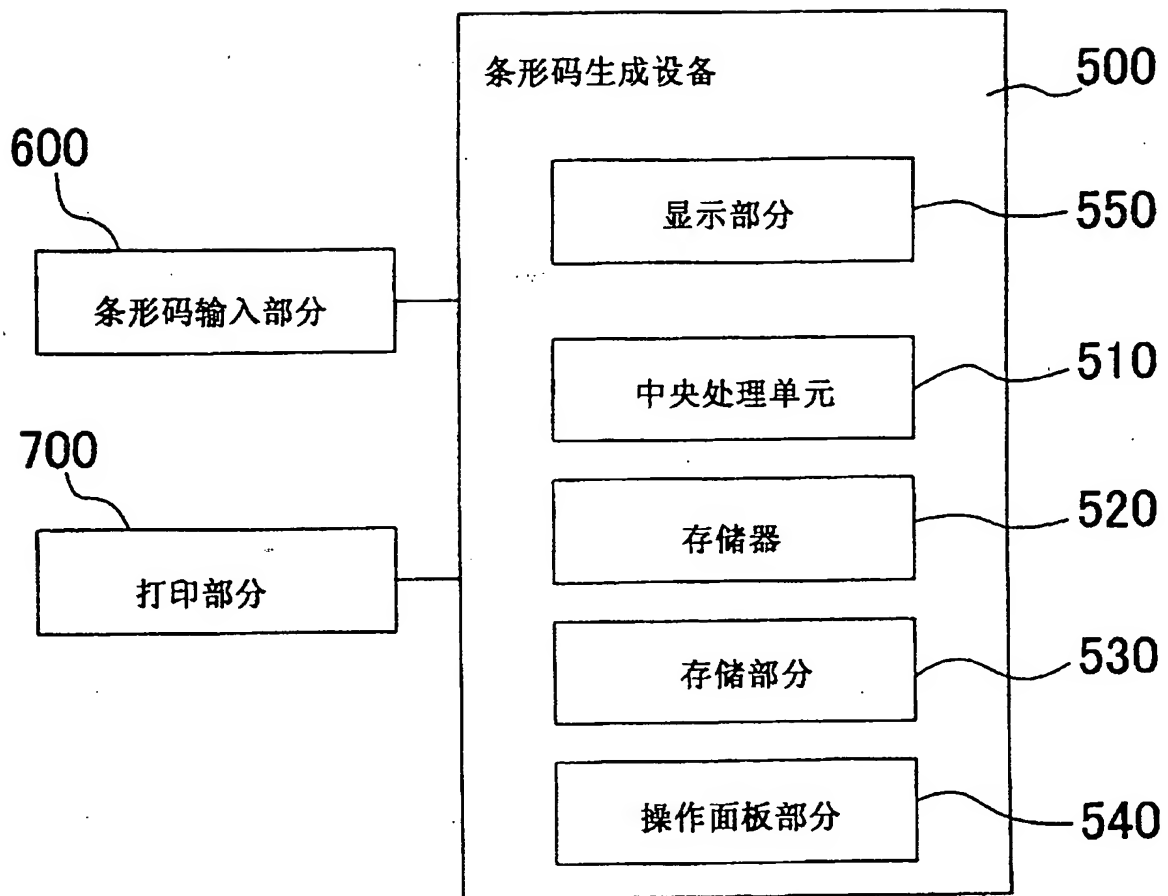 条形码生成设备
500
600
显示部分
550
条形码输入部分
中央处理单元
510
700
存储器
520
打印部分
存储部分
530
操作面板部分
540